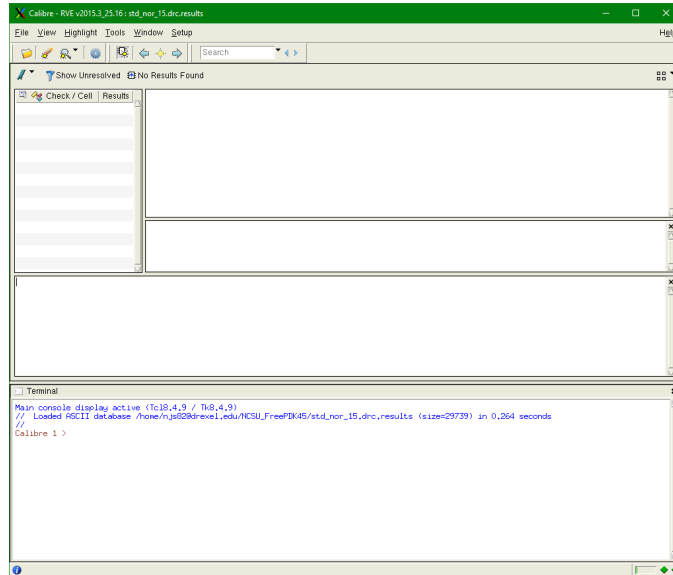 Calibre - RVE v2015.3_25.16 : std_nor_15.drc.results
File View Highlight Tools Window Setup Help
Search
Show Unresolved No Results Found
Check / Cell Results
Terminal
Main console display active (Tcl8.4.9 / Tk8.4.9)
// Loaded ASCII database /home/njs82@drexel.edu/NCSU_FreePDK45/std_nor_15.drc.results (size=29739) in 0.264 seconds
//
Calibre 1 >